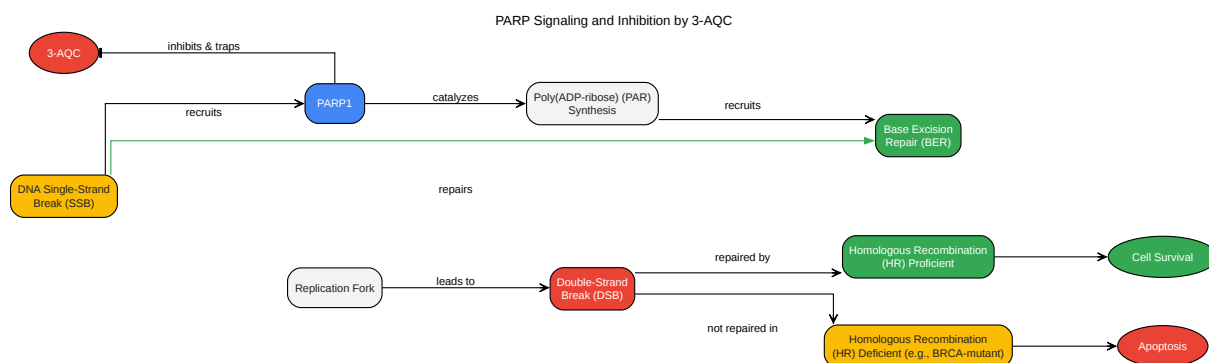 PARP Signaling and Inhibition by 3-AQC
3-AQC
inhibits & traps
PARP1
catalyzes
Poly(ADP-ribose) (PAR)
Synthesis
recruits
recruits
Base Excision
Repair (BER)
DNA Single-Strand
Break (SSB)
repairs
Replication Fork
leads to
Double-Strand
Break (DSB)
repaired by
Homologous Recombination
(HR) Proficient
Cell Survival
not repaired in
Homologous Recombination
(HR) Deficient (e.g., BRCA-mutant)
Apoptosis